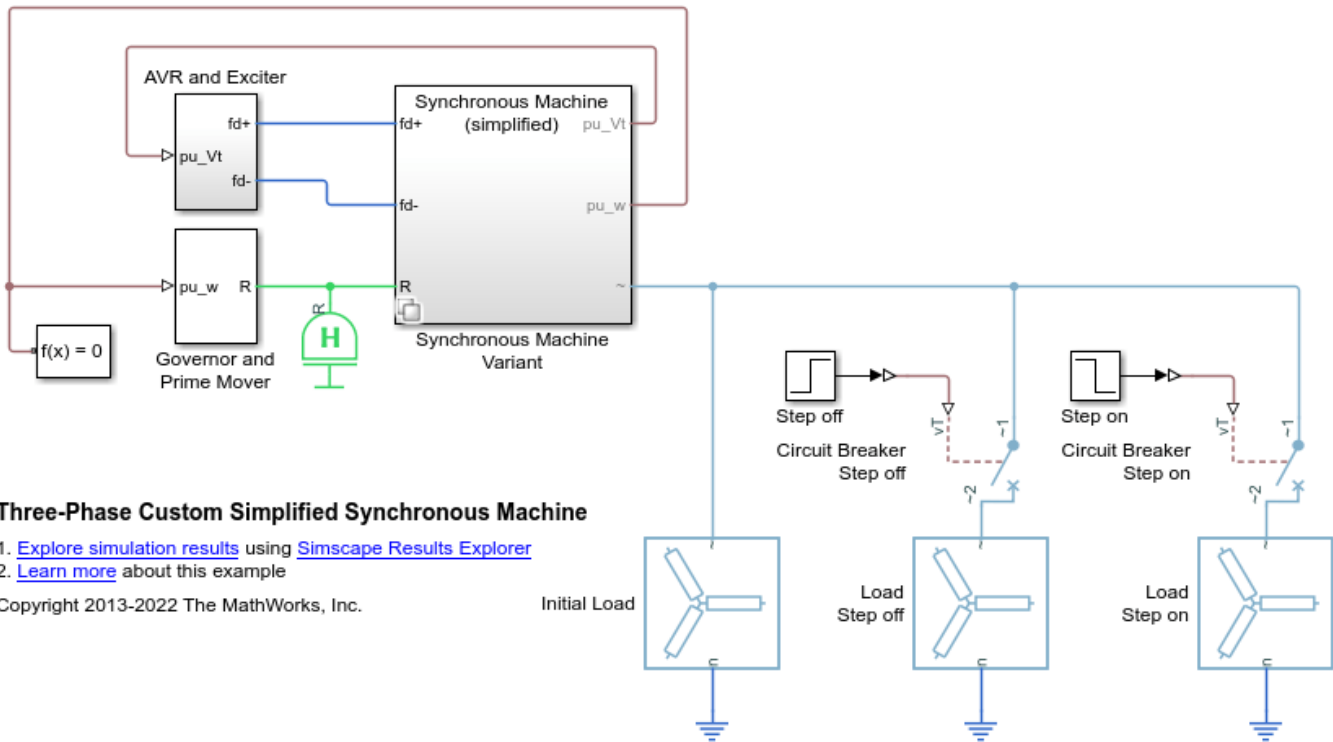 AVR and Exciter
fd+
pu_Vt
fd-
Synchronous Machine
(simplified)
fd+
pu_Vt
fd-
pu_w
R
~
Synchronous Machine
Variant
pu_w
R
Governor and
Prime Mover
R
H
f(x) = 0
Step off
vT
~1
Circuit Breaker
Step off
~2
Step on
vT
~1
Circuit Breaker
Step on
~2
Three-Phase Custom Simplified Synchronous Machine
1. Explore simulation results using Simscape Results Explorer
2. Learn more about this example
Copyright 2013-2022 The MathWorks, Inc.
Initial Load
~
n
Load
Step off
~
n
Load
Step on
~
n